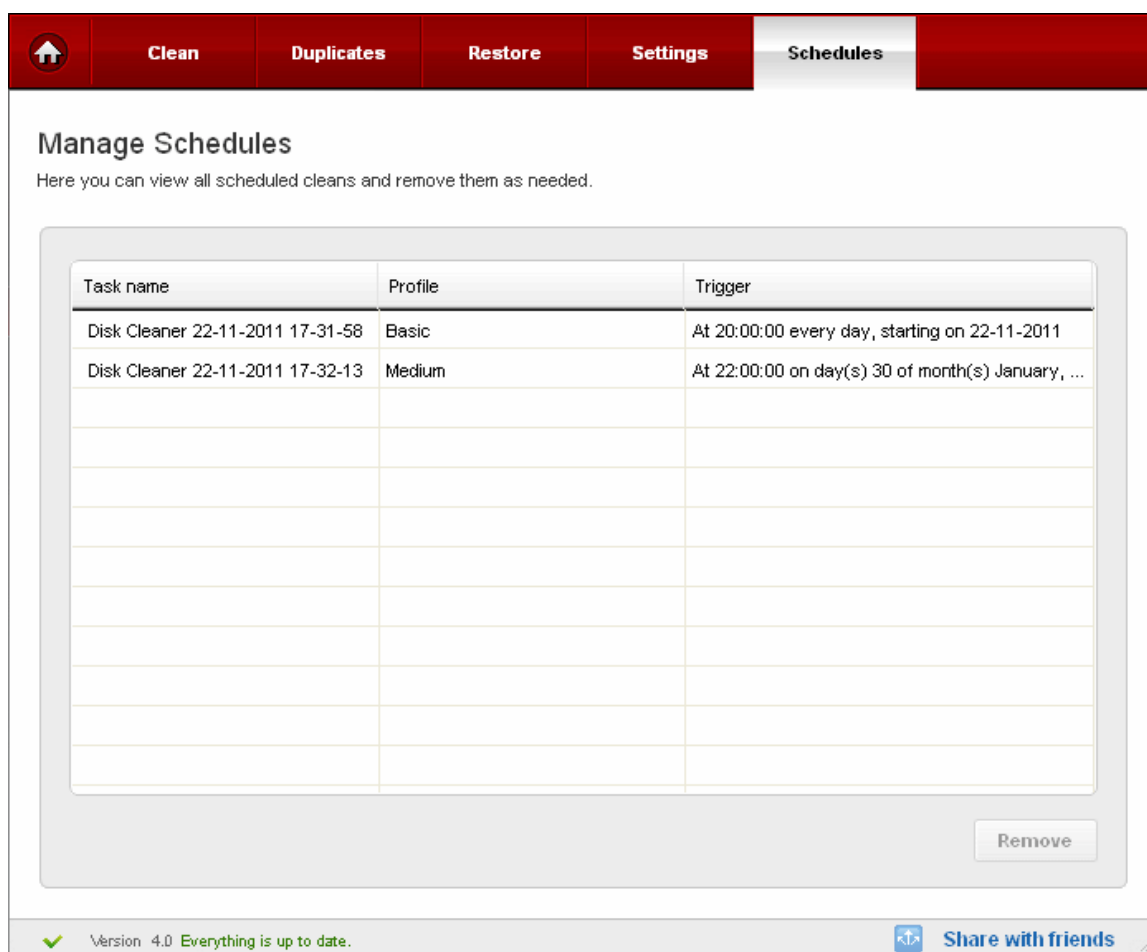 Clean Duplicates Restore Settings Schedules
Manage Schedules
Here you can view all scheduled cleans and remove them as needed.
Task name Profile Trigger
Disk Cleaner 22-11-2011 17-31-58 Basic At 20:00:00 every day, starting on 22-11-2011
Disk Cleaner 22-11-2011 17-32-13 Medium At 22:00:00 on day(s) 30 of month(s) January, ...
Remove
Version 4.0 Everything is up to date. Share with friends